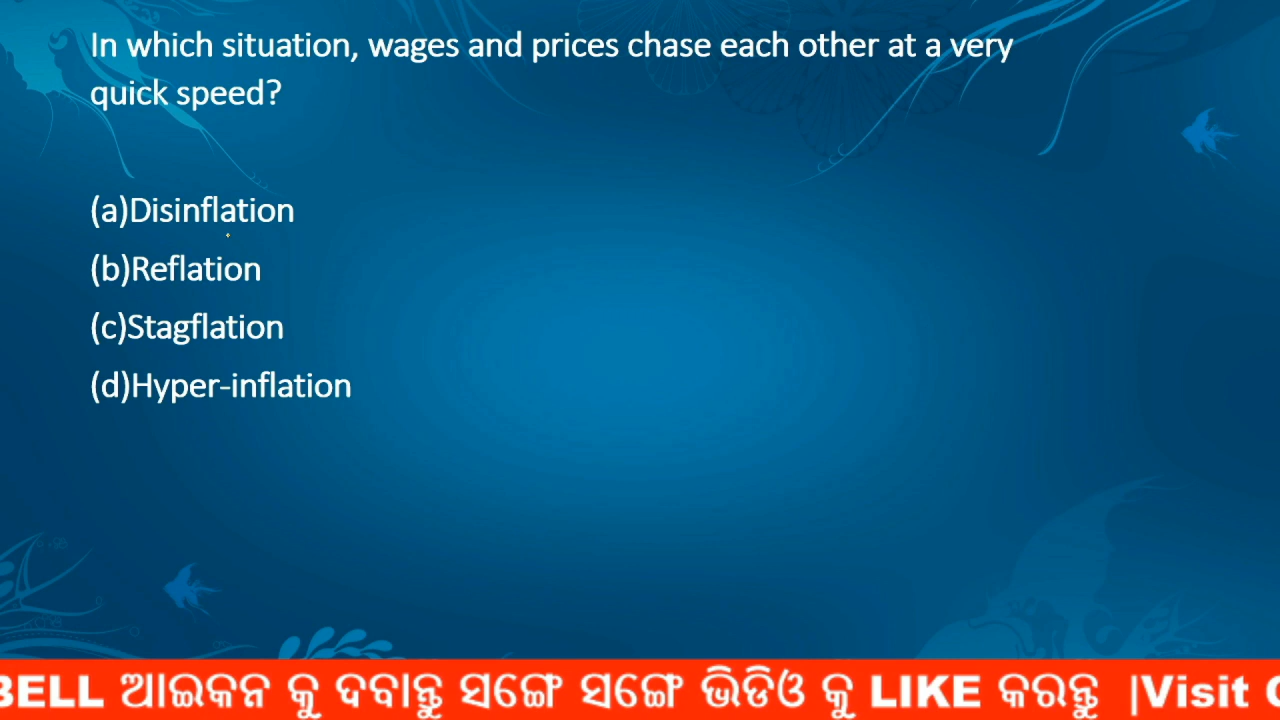 In which situation, wages and prices chase each other at a very
quick speed?
(a)Disinflation
(b)Reflation
(c)Stagflation
(d)Hyper-inflation
BELL ଆଇକନ କୁ ଦବାନ୍ତୁ ସଙ୍ଗେ ସଙ୍ଗେ ଭିଡିଓ କୁ LIKE କରନ୍ତୁ |Visit